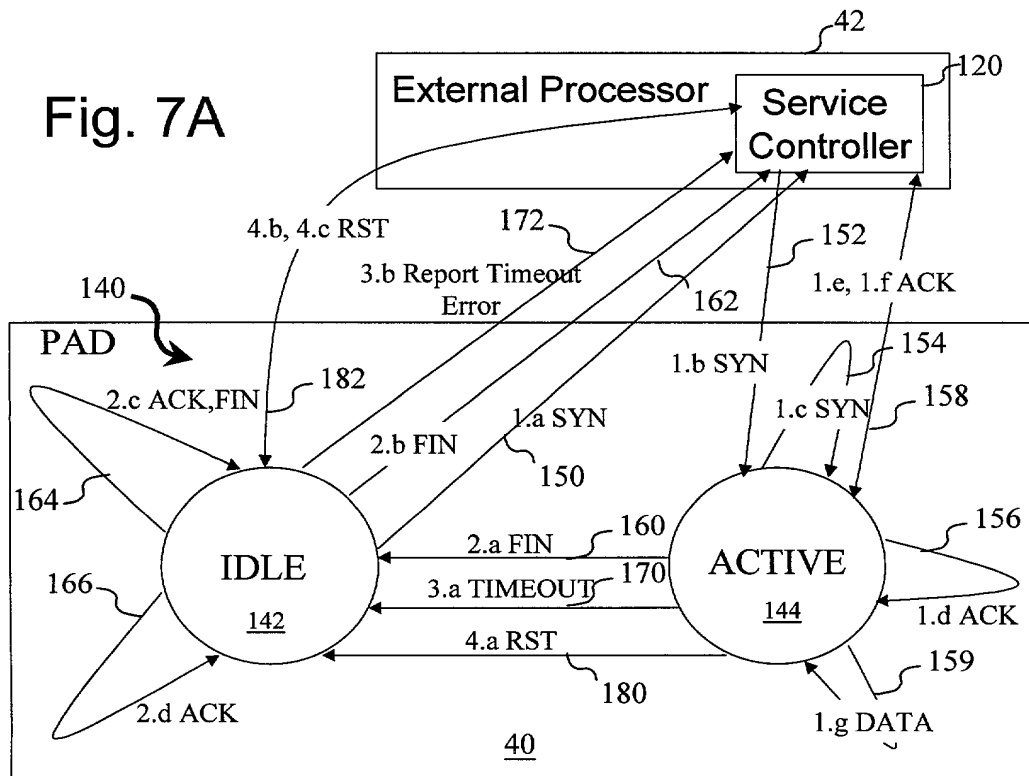 42
120
External Processor
Service
Controller
Fig. 7A
4.b, 4.c RST
172
152
3.b Report Timeout
Error
162
1.e, 1.f ACK
140
PAD
154
1.b SYN
182
2.c ACK,FIN
1.c SYN
158
1.a SYN
2.b FIN
150
164
156
160
2.a FIN
IDLE
ACTIVE
166
170
3.a TIMEOUT
142
144
1.d ACK
4.a RST
159
180
2.d ACK
1.g DATA
40